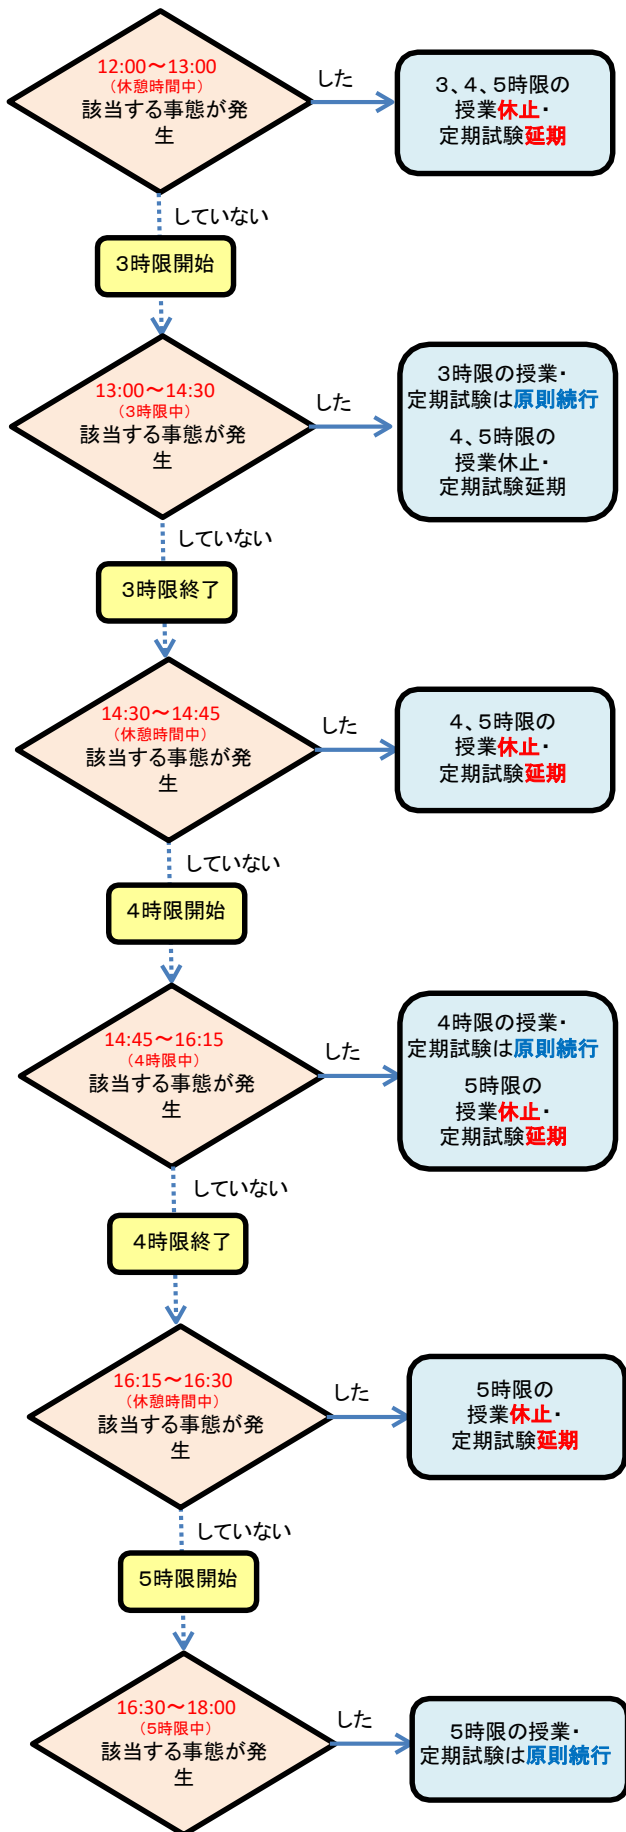 12:00～13:00
（休憩時間中）
該当する事態が発
生
した
3、4、5時限の
授業休止・
定期試験延期
していない
3時限開始
13:00～14:30
（3時限中）
該当する事態が発
生
した
3時限の授業・
定期試験は原則続行
4、5時限の
授業休止・
定期試験延期
していない
3時限終了
14:30～14:45
（休憩時間中）
該当する事態が発
生
した
4、5時限の
授業休止・
定期試験延期
していない
4時限開始
14:45～16:15
（4時限中）
該当する事態が発
生
した
4時限の授業・
定期試験は原則続行
5時限の
授業休止・
定期試験延期
していない
4時限終了
16:15～16:30
（休憩時間中）
該当する事態が発
生
した
5時限の
授業休止・
定期試験延期
していない
5時限開始
16:30～18:00
（5時限中）
該当する事態が発
生
した
5時限の授業・
定期試験は原則続行